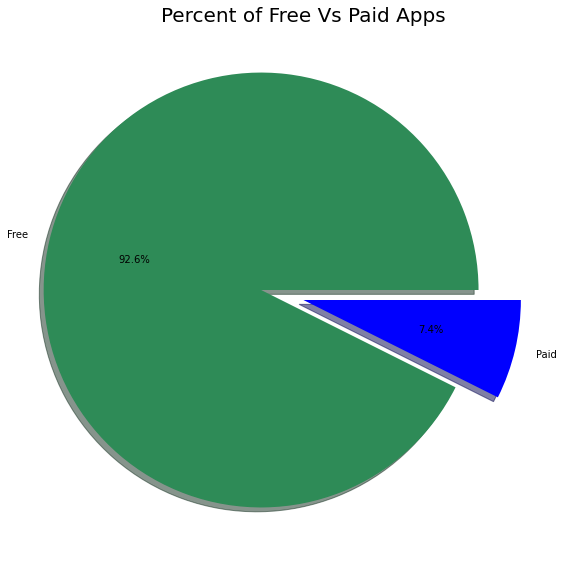 Percent of Free Vs Paid Apps
Free
92.6%
7.4%
Paid